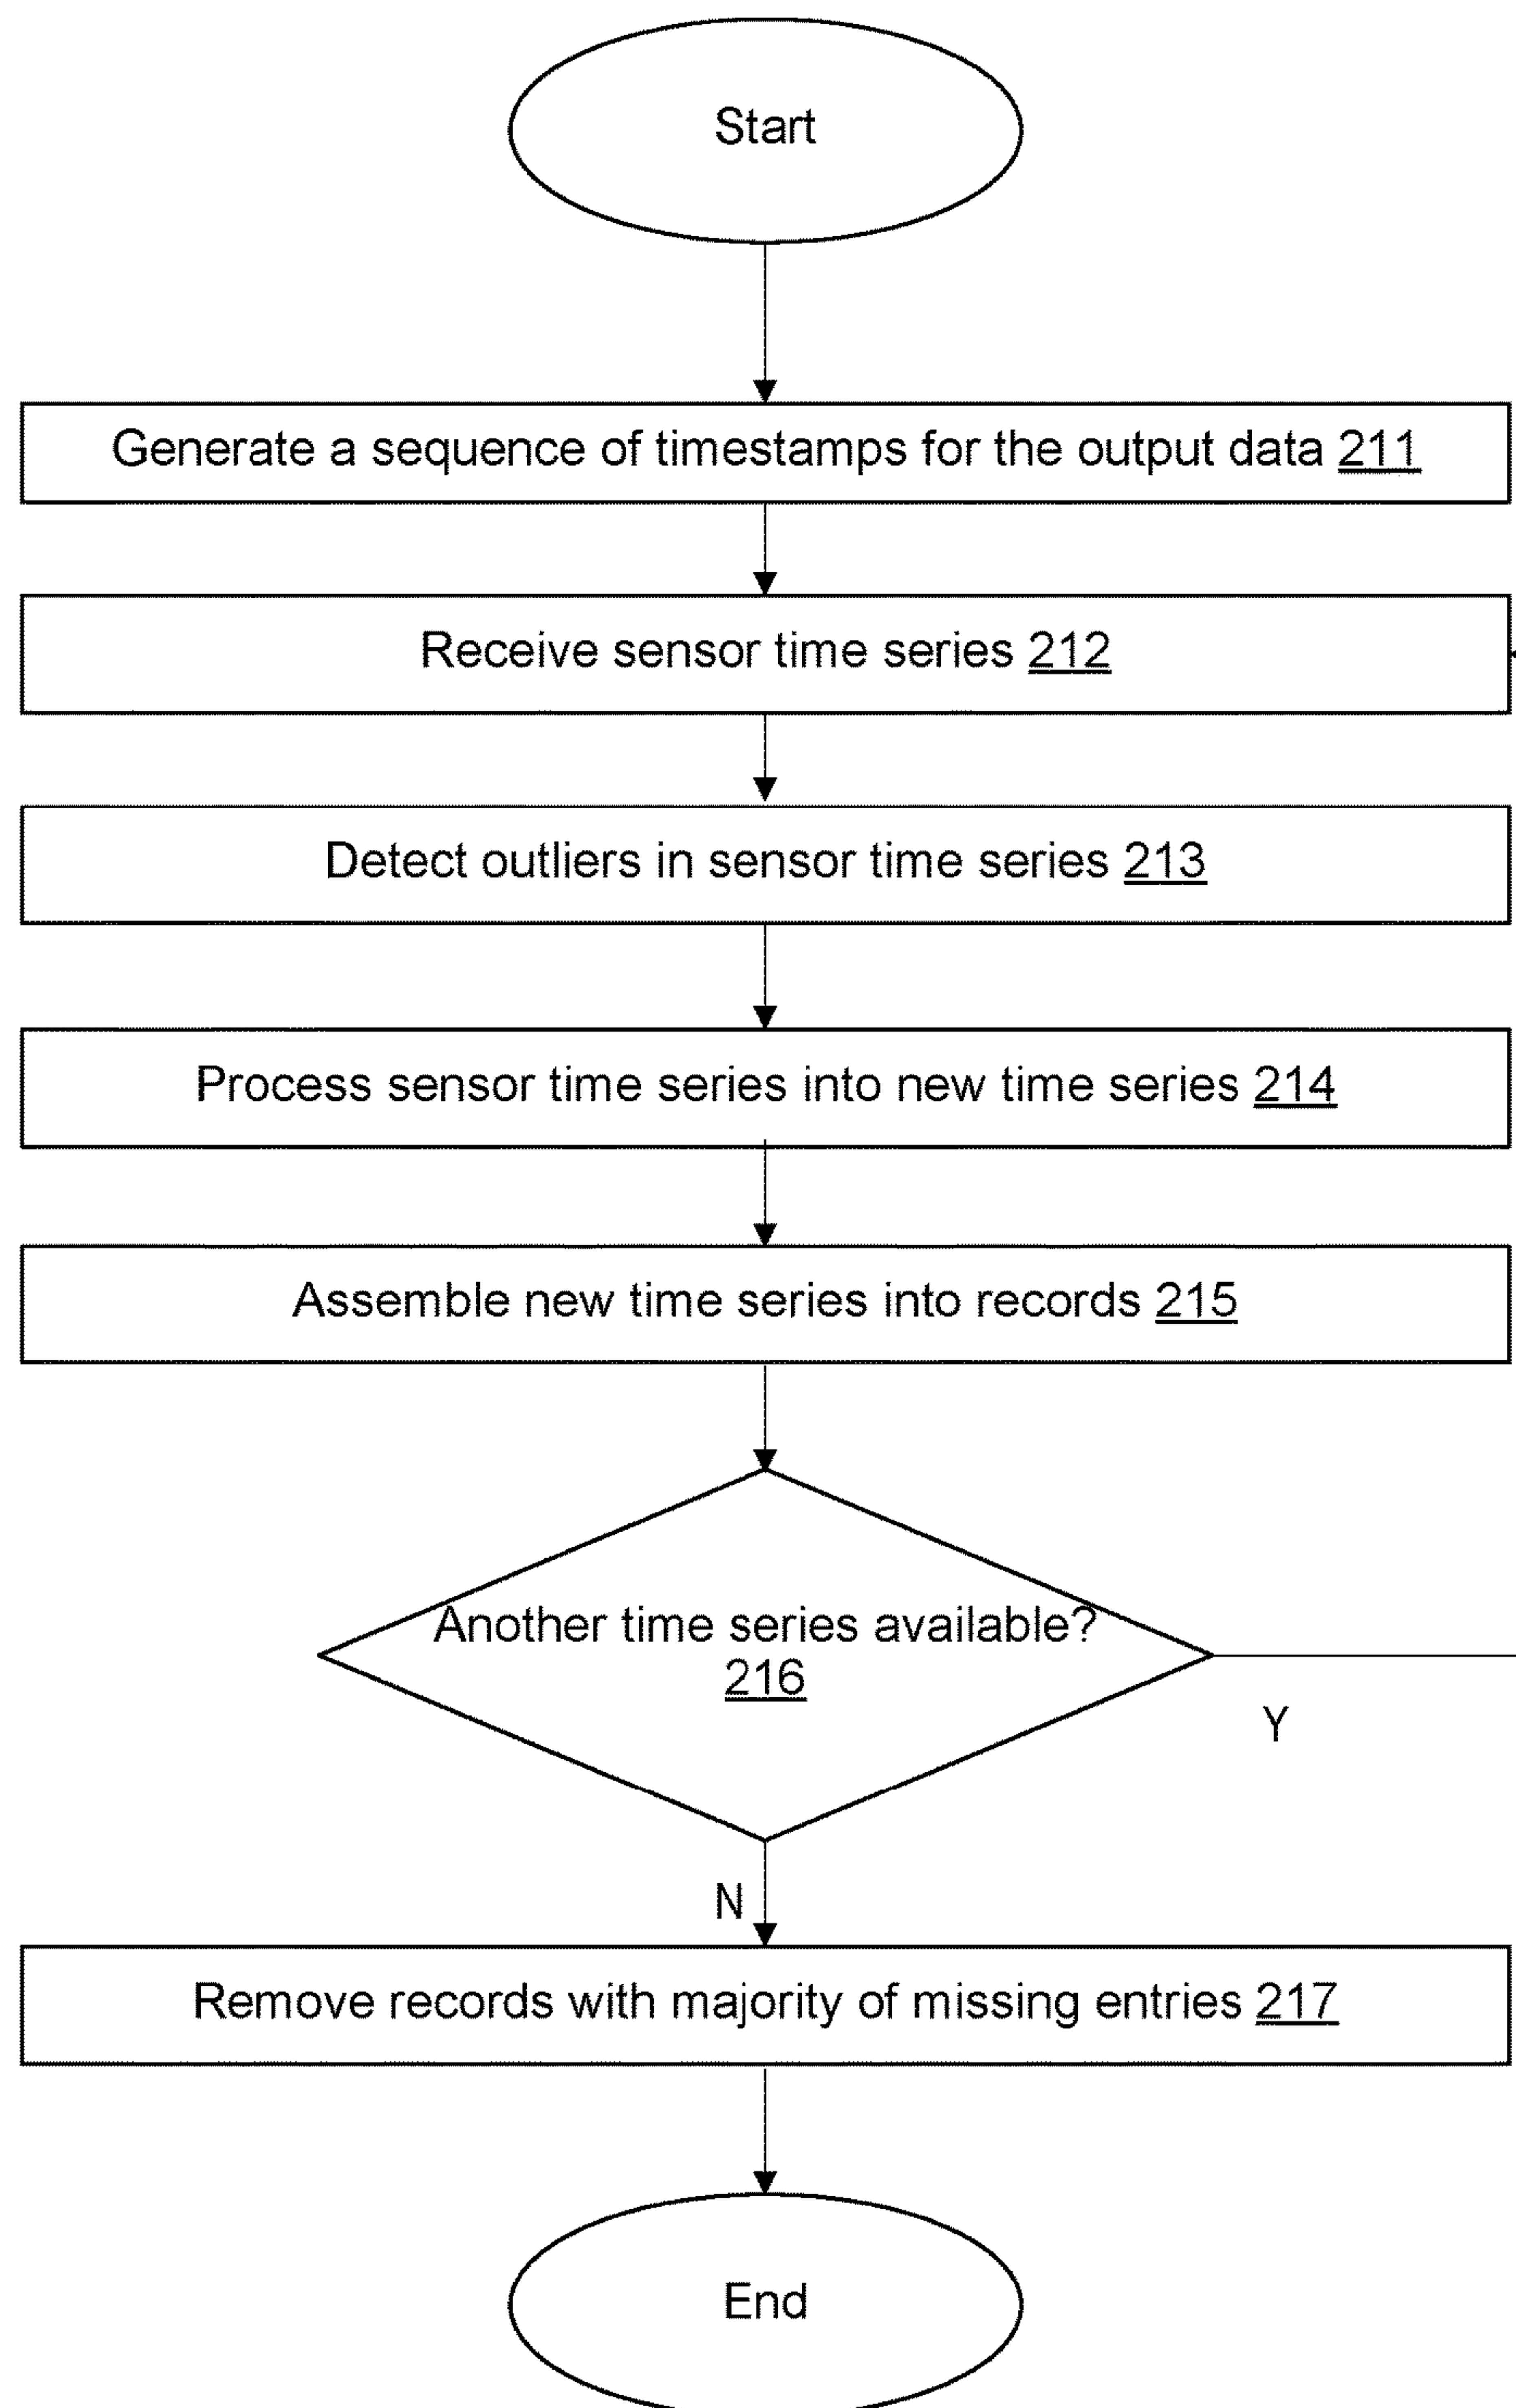 Start
Generate a sequence of timestamps for the output data 211
Receive sensor time series 212
Detect outliers in sensor time series 213
Process sensor time series into new time series 214
Assemble new time series into records 215
Another time series available?
216
Y
N
Remove records with majority of missing entries 217
End